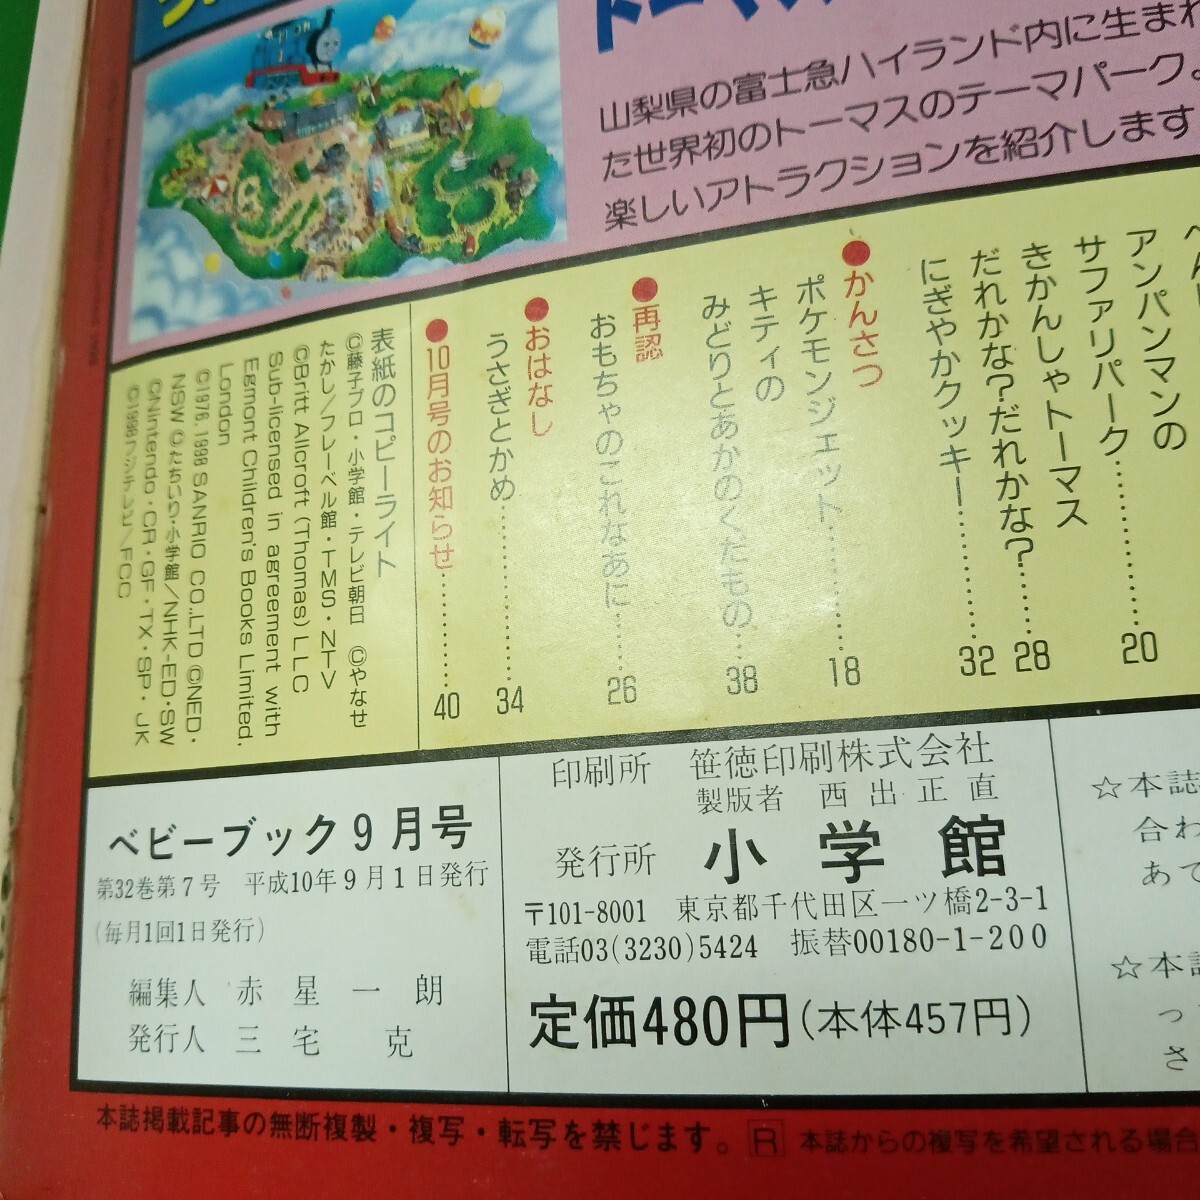 山梨県の富士急ハイランド内に生まれ
た世界初のトーマスのテーマパーク。
楽しいアトラクションを紹介します
アンパンマンの
サファリパーク……………20
きかんしゃトーマス
だれかな？だれかな？……28
にぎやかクッキー…………32
●かんさつ
ポケモンジェット…………18
キティの
みどりとあかのくだもの…38
●再認
おもちゃのこれなあに……26
●おはなし
うさぎとかめ………………34
●10月号のお知らせ…………40
表紙のコピーライト
©藤子プロ・小学館・テレビ朝日 ©やなせ
たかし／フレーベル館・TMS・NTV
©Britt Allcroft (Thomas) LLC
Sub-licensed in agreement with
Egmont Children's Books Limited.
London
©1976, 1998 SANRIO CO.,LTD ©NED・
NSW ©たちいり・小学館／NHK-ED・SW
©Nintendo・CR・GF・TX・SP・JK
©1998フジテレビ／FCC
ベビーブック9月号
第32巻第7号 平成10年9月1日発行
(毎月1回1日発行)
編集人 赤星一朗
発行人 三宅 克
印刷所 笹徳印刷株式会社
製版者 西出正直
発行所 小学館
〒101-8001 東京都千代田区一ツ橋2-3-1
電話03(3230)5424 振替00180-1-200
定価480円(本体457円)
☆本誌
合わ
あて
☆本誌
っ
さ
本誌掲載記事の無断複製・複写・転写を禁じます。 R 本誌からの複写を希望される場合